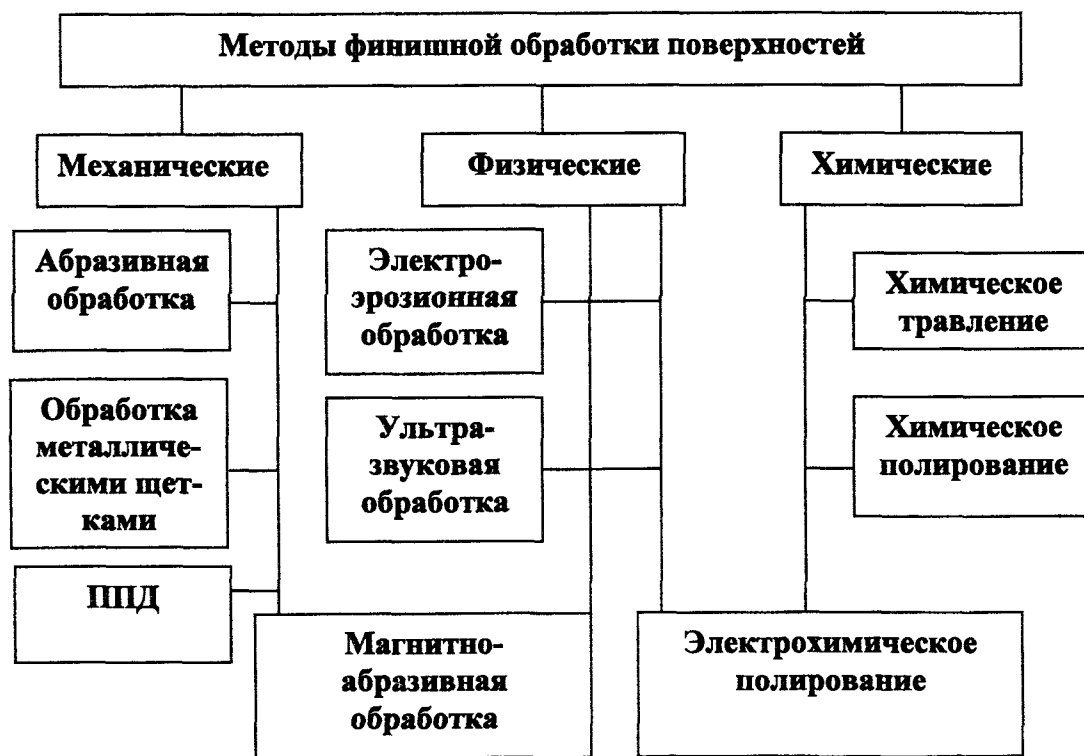 Методы финишной обработки поверхностей
Механические
Физические
Химические
Абразивная
обработка
Электро-
эрозионная
обработка
Химическое
травление
Обработка
металличе-
скими щет-
ками
Ультра-
звуковая
обработка
Химическое
полирование
ППД
Магнитно-
абразивная
обработка
Электрохимическое
полирование